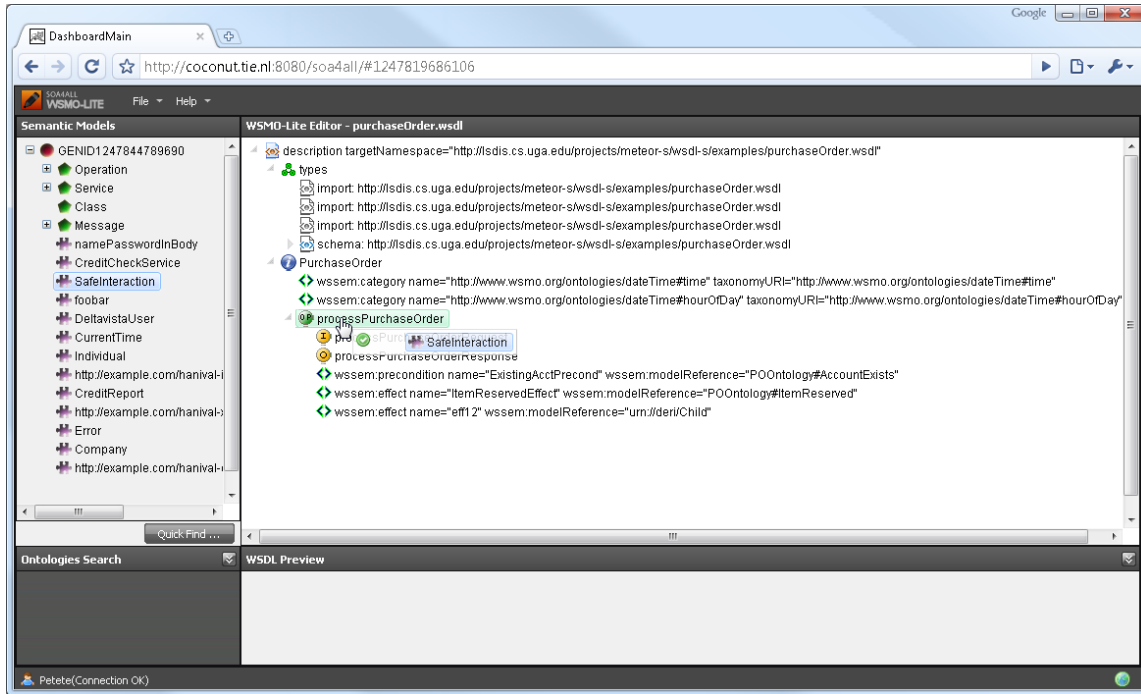 Google
DashboardMain
http://coconut.tie.nl:8080/soa4all/#1247819686106
SOA4ALL
WSMO-LITE File Help
Semantic Models
GENID1247844789690
Operation
Service
Class
Message
namePasswordInBody
CreditCheckService
SafeInteraction
foobar
DeltavistaUser
CurrentTime
Individual
http://example.com/hanival-i
CreditReport
http://example.com/hanival-
Error
Company
http://example.com/hanival-
Quick Find ...
WSMO-Lite Editor - purchaseOrder.wsdl
description targetNamespace="http://lsdis.cs.uga.edu/projects/meteor-s/wsdl-s/examples/purchaseOrder.wsdl"
types
import: http://lsdis.cs.uga.edu/projects/meteor-s/wsdl-s/examples/purchaseOrder.wsdl
import: http://lsdis.cs.uga.edu/projects/meteor-s/wsdl-s/examples/purchaseOrder.wsdl
import: http://lsdis.cs.uga.edu/projects/meteor-s/wsdl-s/examples/purchaseOrder.wsdl
schema: http://lsdis.cs.uga.edu/projects/meteor-s/wsdl-s/examples/purchaseOrder.wsdl
PurchaseOrder
wssem:category name="http://www.wsmo.org/ontologies/dateTime#time" taxonomyURI="http://www.wsmo.org/ontologies/dateTime#time"
wssem:category name="http://www.wsmo.org/ontologies/dateTime#hourOfDay" taxonomyURI="http://www.wsmo.org/ontologies/dateTime#hourOfDay"
OP processPurchaseOrder
I
SafeInteraction
O processPurchaseOrderResponse
wssem:precondition name="ExistingAcctPrecond" wssem:modelReference="POOntology#AccountExists"
wssem:effect name="ItemReservedEffect" wssem:modelReference="POOntology#ItemReserved"
wssem:effect name="eff12" wssem:modelReference="urn://deri/Child"
Ontologies Search
WSDL Preview
Petete(Connection OK)